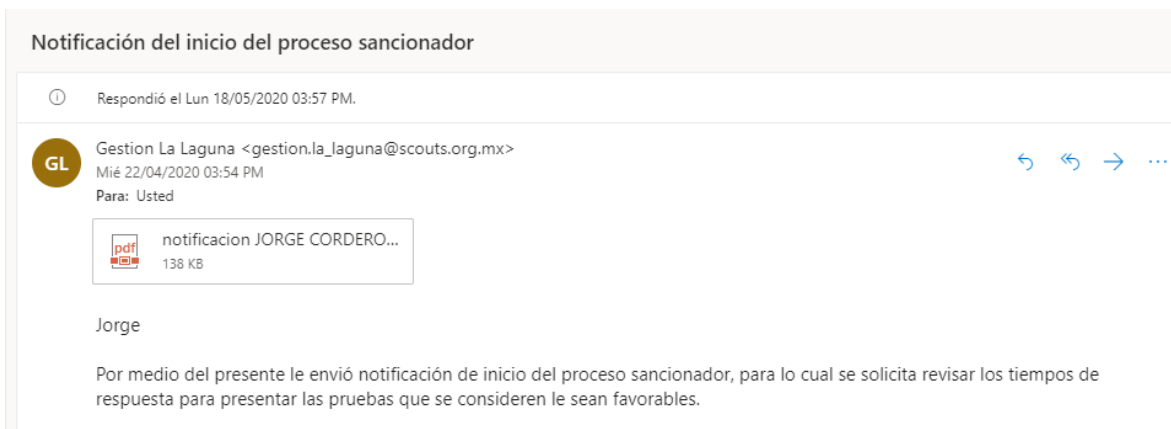 Notificación del inicio del proceso sancionador
Respondió el Lun 18/05/2020 03:57 PM.
GL
Gestion La Laguna <gestion.la_laguna@scouts.org.mx>
Mié 22/04/2020 03:54 PM
Para: Usted
pdf
notificacion JORGE CORDERO...
138 KB
Jorge
Por medio del presente le envió notificación de inicio del proceso sancionador, para lo cual se solicita revisar los tiempos de
respuesta para presentar las pruebas que se consideren le sean favorables.